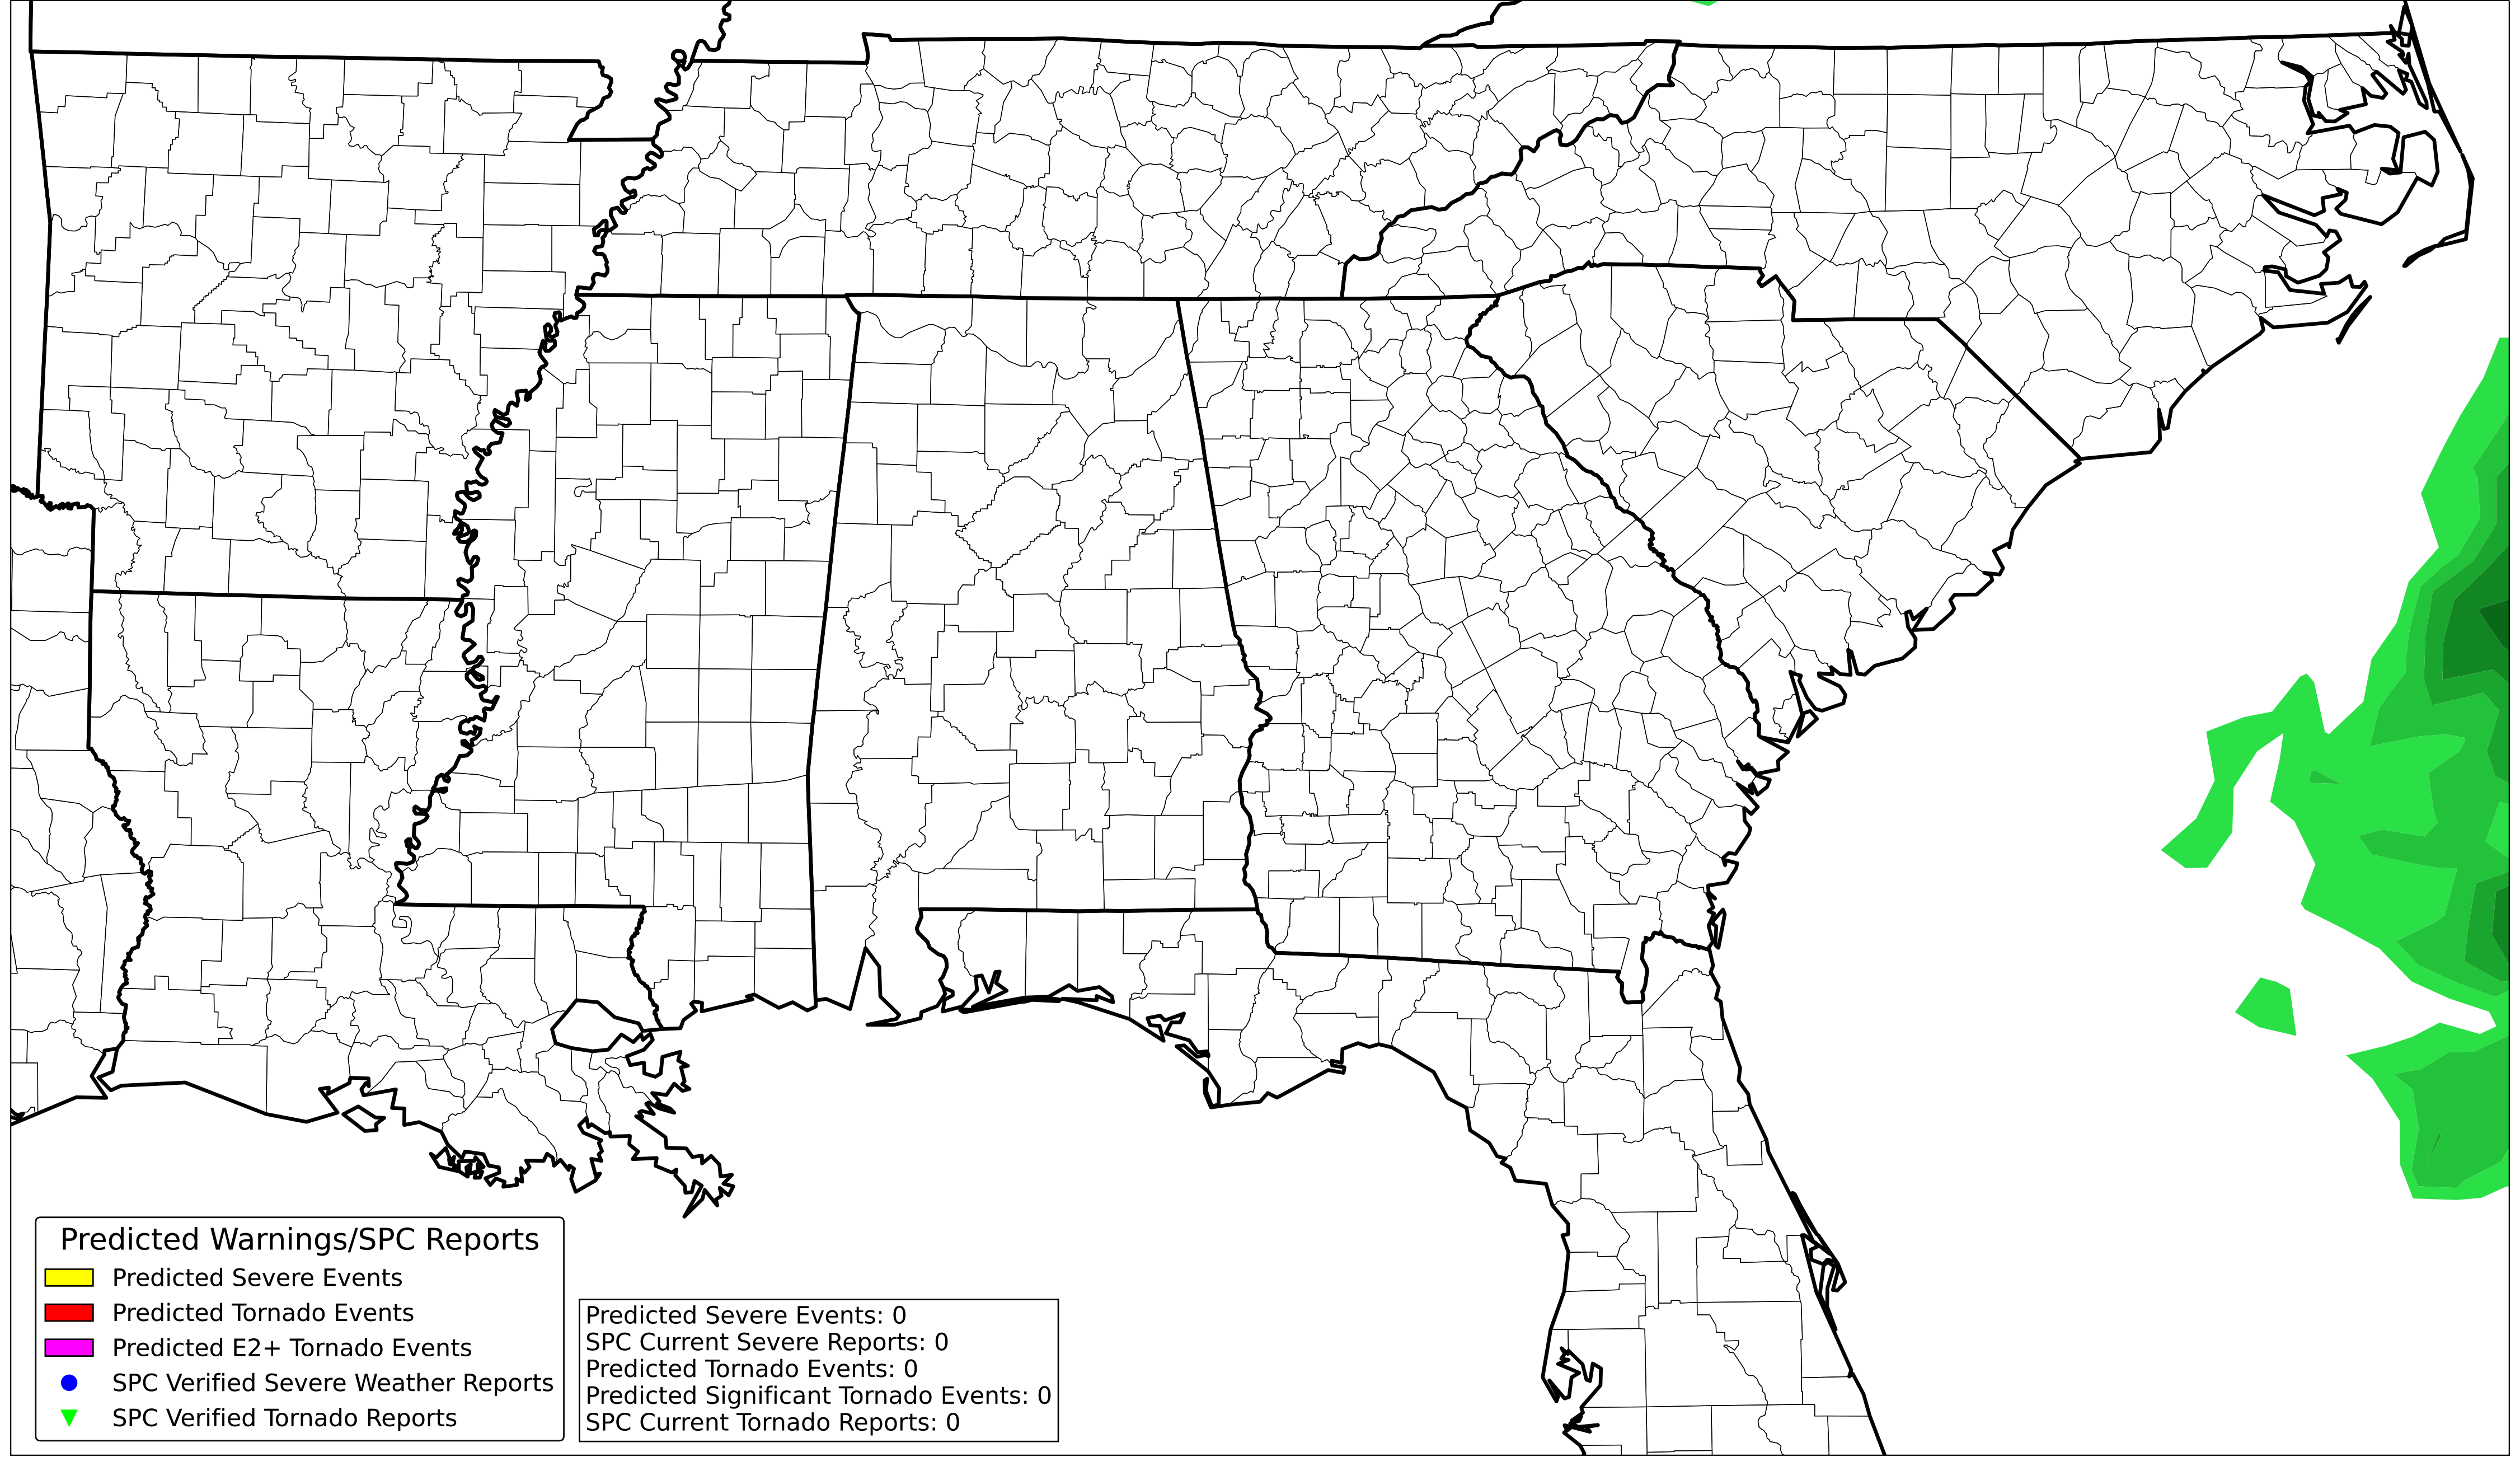 Predicted Warnings/SPC Reports
Predicted Severe Events
Predicted Tornado Events
Predicted E2+ Tornado Events
SPC Verified Severe Weather Reports
SPC Verified Tornado Reports
Predicted Severe Events: 0
SPC Current Severe Reports: 0
Predicted Tornado Events: 0
Predicted Significant Tornado Events: 0
SPC Current Tornado Reports: 0